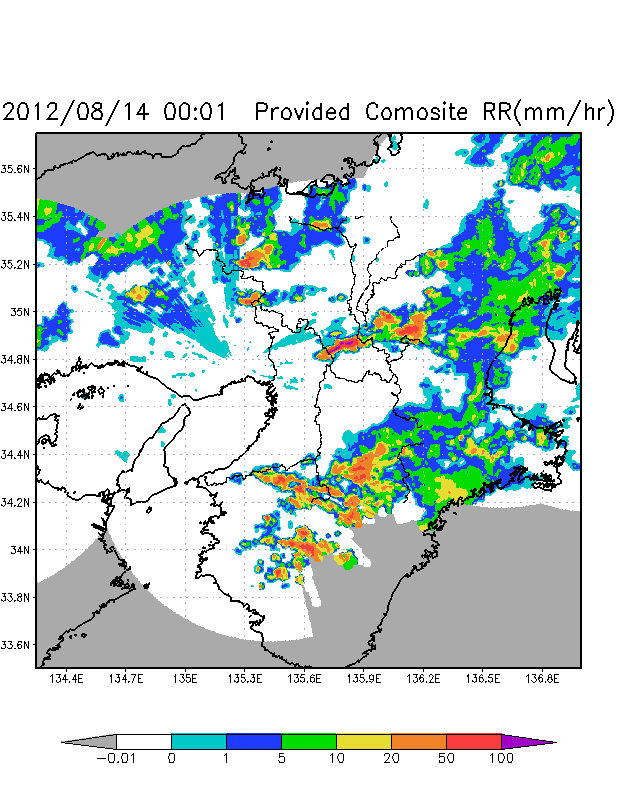 2012/08/14 00:01 Provided Comosite RR(mm/hr)
35.6N
35.4N
35.2N
35N
34.8N
34.6N
34.4N
34.2N
34N
33.8N
33.6N
134.4E 134.7E 135E 135.3E 135.6E 135.9E 136.2E 136.5E 136.8E
-0.01 0 1 5 10 20 50 100